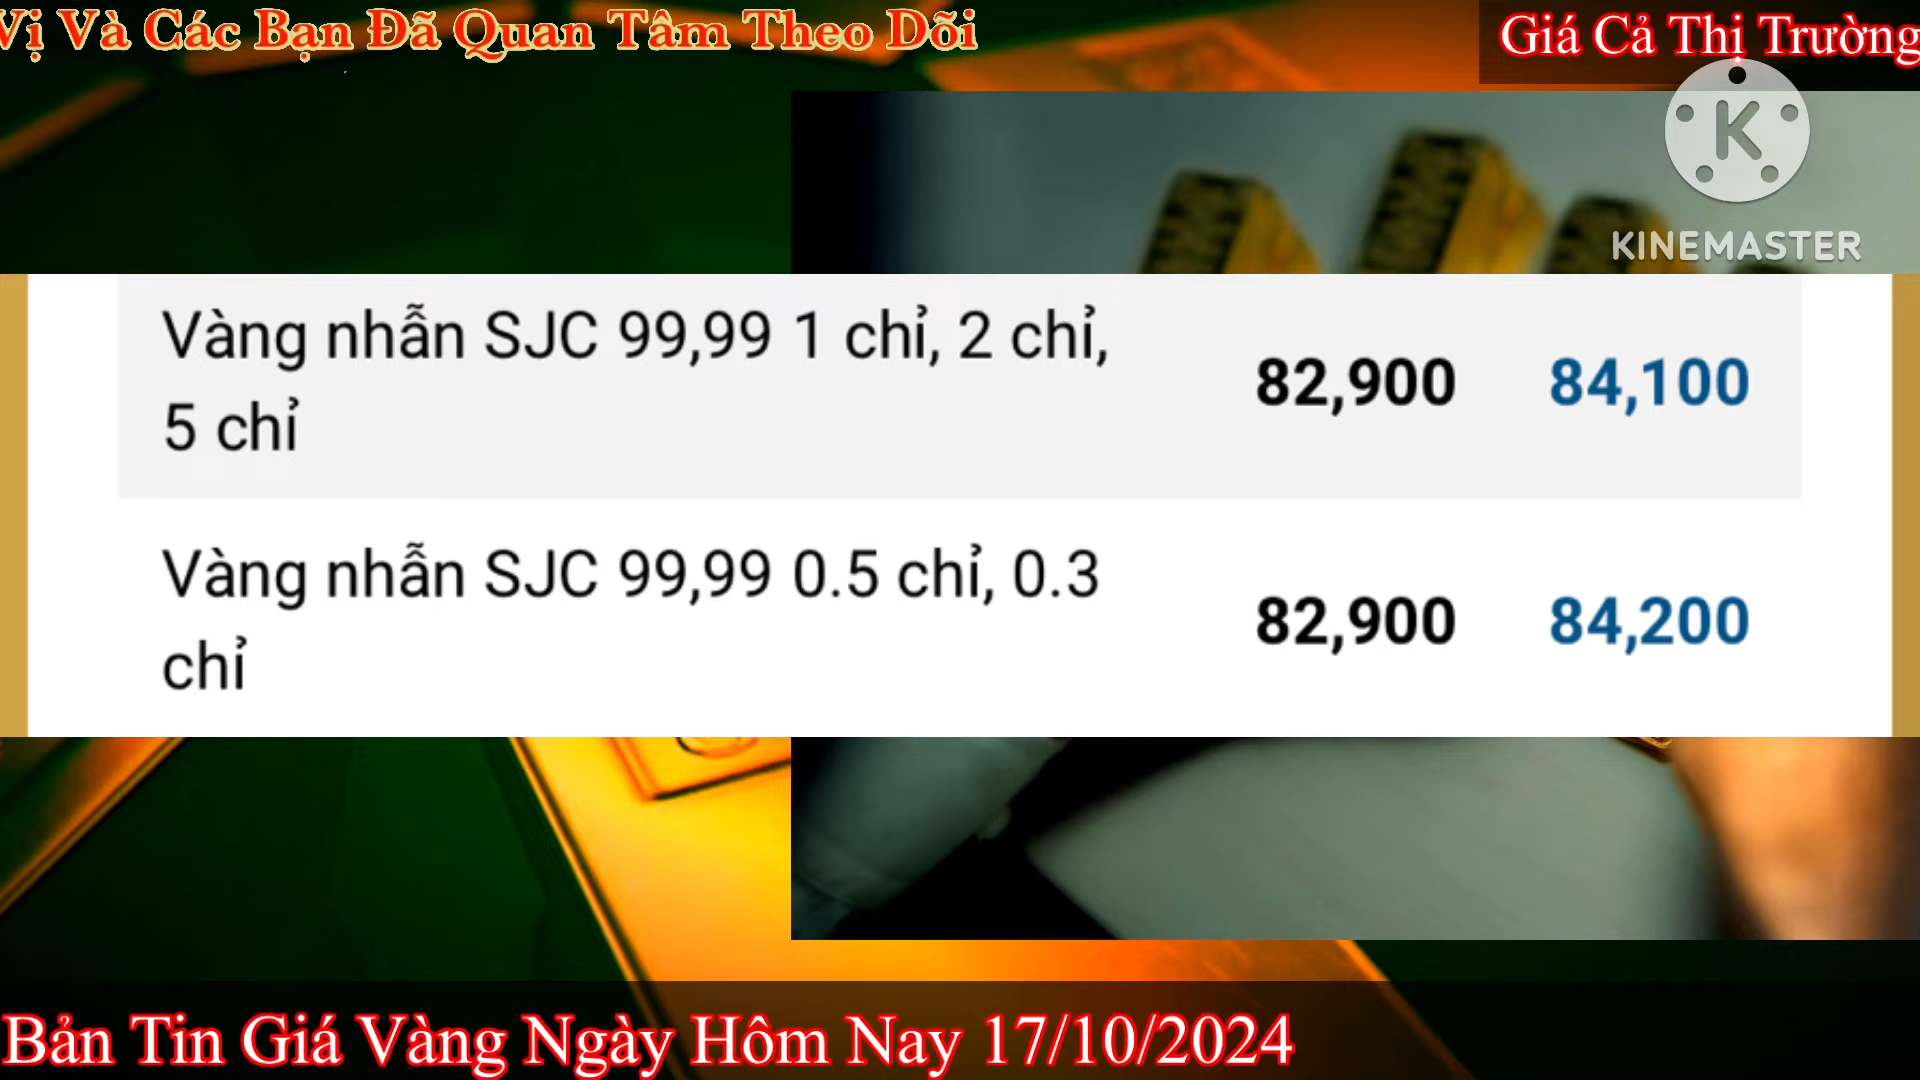 Vị Và Các Bạn Đã Quan Tâm Theo Dõi
Giá Cả Thị Trường
K
KINEMASTER
Vàng nhẫn SJC 99,99 1 chỉ, 2 chỉ,
5 chỉ
82,900 84,100
Vàng nhẫn SJC 99,99 0.5 chỉ, 0.3
chỉ
82,900 84,200
Bản Tin Giá Vàng Ngày Hôm Nay 17/10/2024